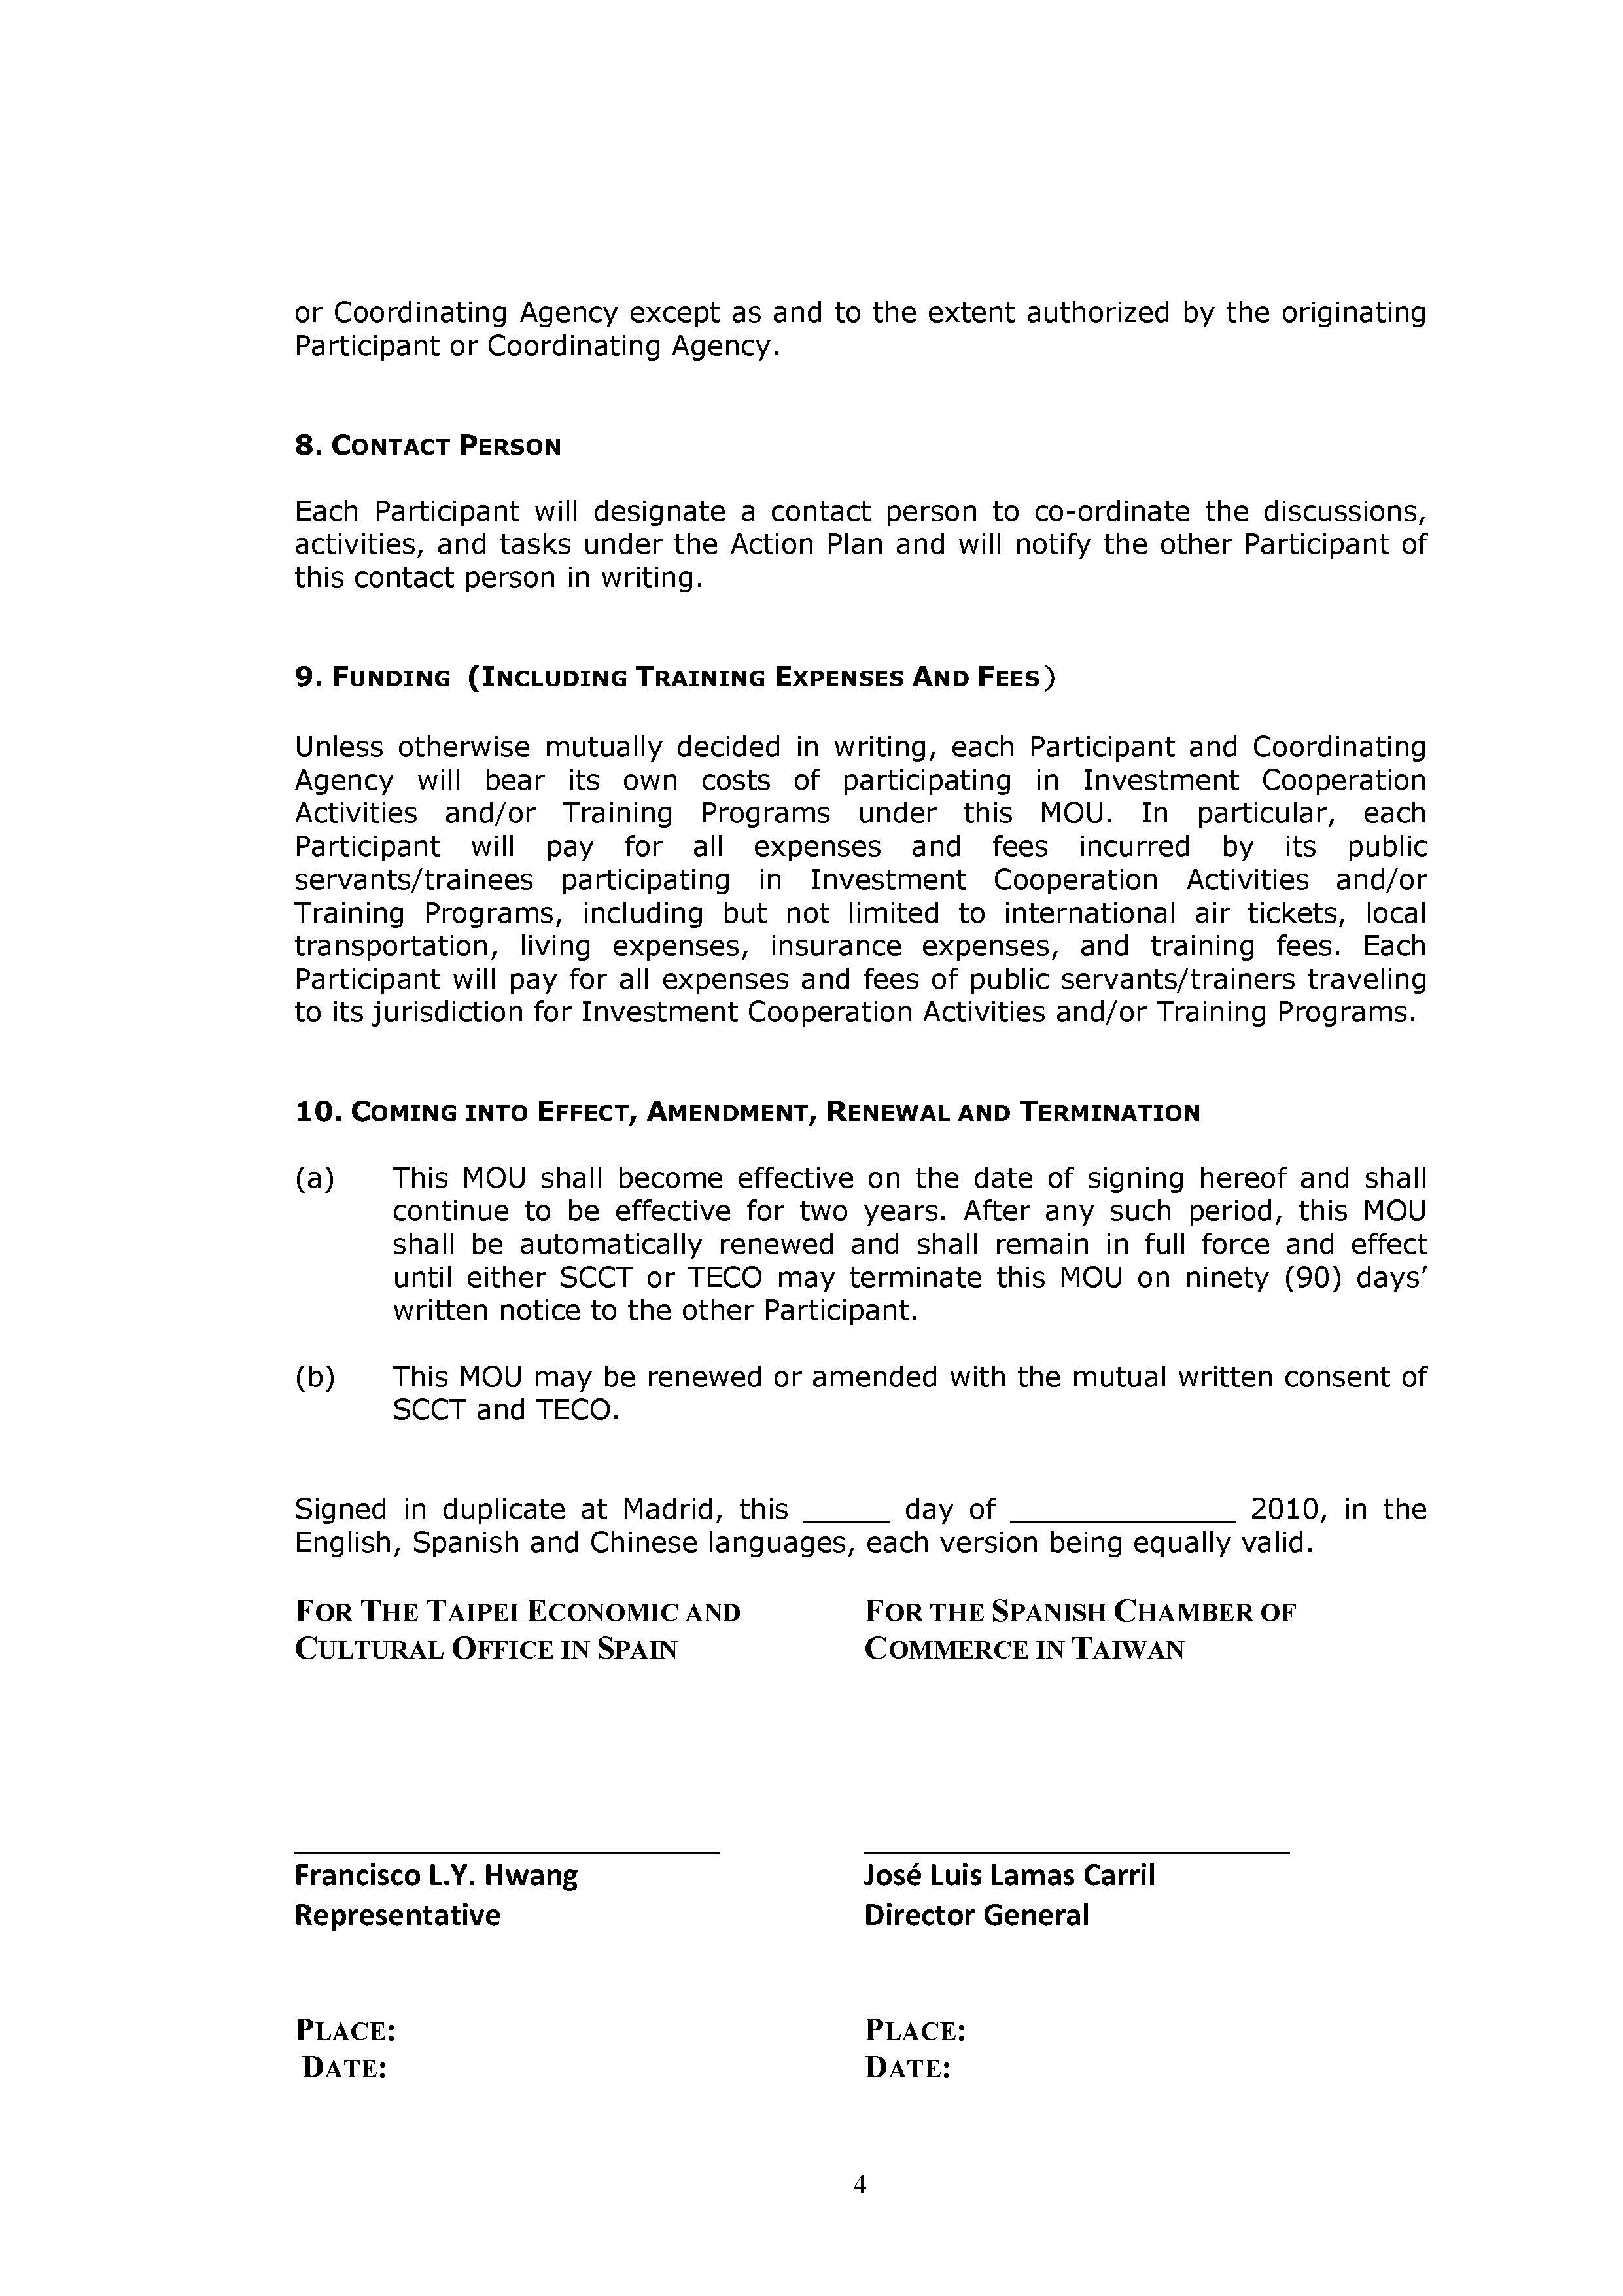 or Coordinating Agency except as and to the extent authorized by the originating
Participant or Coordinating Agency.
8. CONTACT PERSON
Each Participant will designate a contact person to co-ordinate the discussions,
activities, and tasks under the Action Plan and will notify the other Participant of
this contact person in writing.
9. FUNDING (INCLUDING TRAINING EXPENSES AND FEES)
Unless otherwise mutually decided in writing, each Participant and Coordinating
Agency will bear its own costs of participating in Investment Cooperation
Activities and/or Training Programs under this MOU. In particular, each
Participant will pay for all expenses and fees incurred by its public
servants/trainees participating in Investment Cooperation Activities and/or
Training Programs, including but not limited to international air tickets, local
transportation, living expenses, insurance expenses, and training fees. Each
Participant will pay for all expenses and fees of public servants/trainers traveling
to its jurisdiction for Investment Cooperation Activities and/or Training Programs.
10. COMING INTO EFFECT, AMENDMENT, RENEWAL AND TERMINATION
(a) This MOU shall become effective on the date of signing hereof and shall
continue to be effective for two years. After any such period, this MOU
shall be automatically renewed and shall remain in full force and effect
until either SCCT or TECO may terminate this MOU on ninety (90) days’
written notice to the other Participant.
(b) This MOU may be renewed or amended with the mutual written consent of
SCCT and TECO.
Signed in duplicate at Madrid, this ______ day of ________________ 2010, in the
English, Spanish and Chinese languages, each version being equally valid.
FOR THE TAIPEI ECONOMIC AND
CULTURAL OFFICE IN SPAIN
FOR THE SPANISH CHAMBER OF
COMMERCE IN TAIWAN
Francisco L.Y. Hwang
Representative
José Luis Lamas Carril
Director General
PLACE:
DATE:
PLACE:
DATE:
4